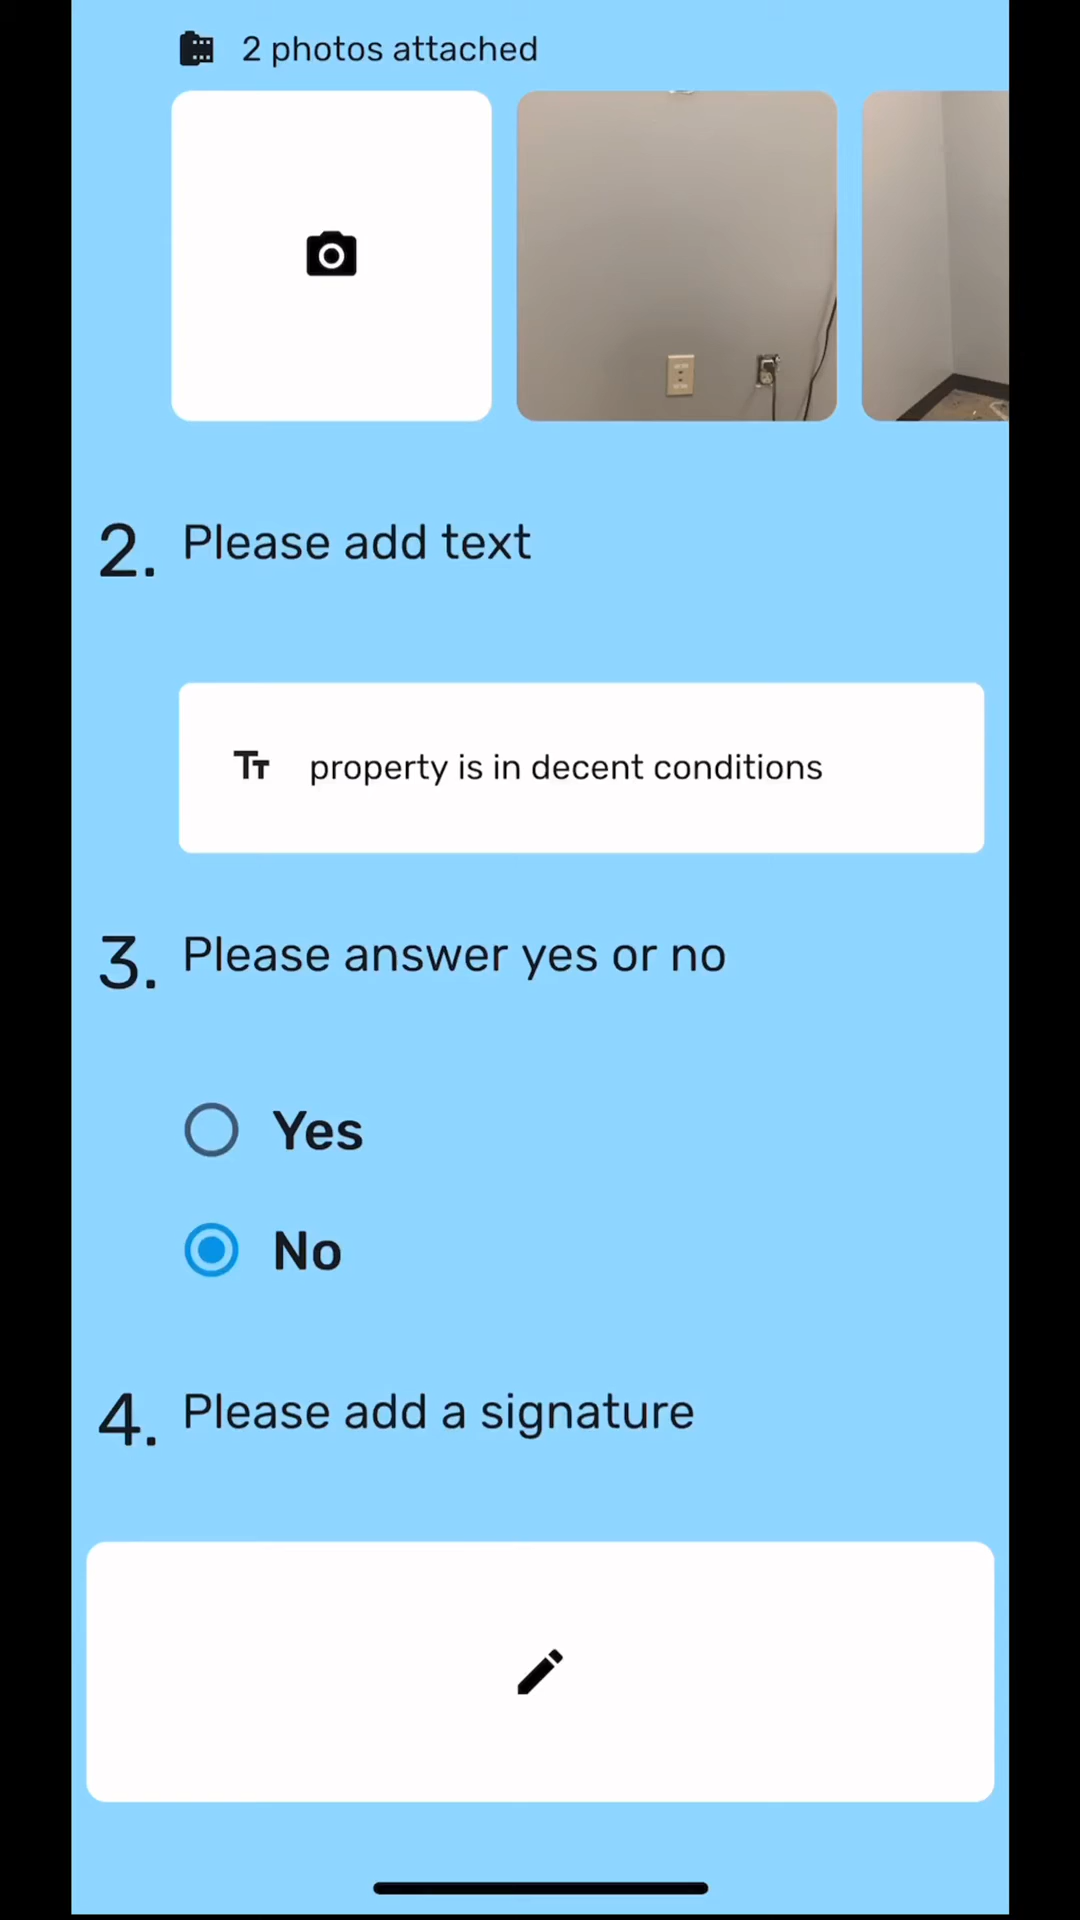 2 photos attached
2. Please add text
Tт property is in decent conditions
3. Please answer yes or no
Yes
No
4. Please add a signature